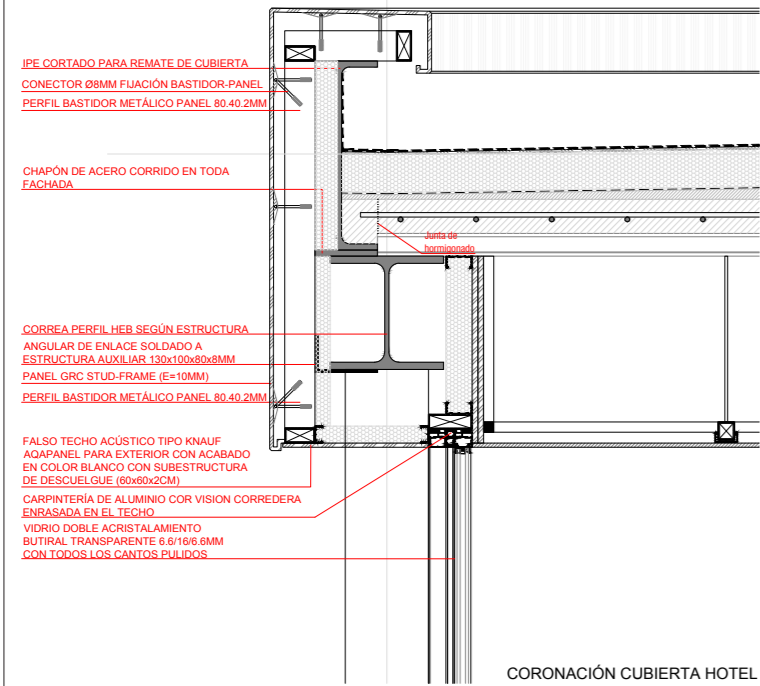 IPE CORTADO PARA REMATE DE CUBIERTA
CONECTOR Ø8MM FIJACIÓN BASTIDOR-PANEL
PERFIL BASTIDOR METÁLICO PANEL 80.40.2MM
CHAPÓN DE ACERO CORRIDO EN TODA
FACHADA
Junta de
hormigonado
CORREA PERFIL HEB SEGÚN ESTRUCTURA
ANGULAR DE ENLACE SOLDADO A
ESTRUCTURA AUXILIAR 130x100x80x8MM
PANEL GRC STUD-FRAME (E=10MM)
PERFIL BASTIDOR METÁLICO PANEL 80.40.2MM
FALSO TECHO ACÚSTICO TIPO KNAUF
AQAPANEL PARA EXTERIOR CON ACABADO
EN COLOR BLANCO CON SUBESTRUCTURA
DE DESCUELGUE (60x60x2CM)
CARPINTERÍA DE ALUMINIO COR VISION CORREDERA
ENRASADA EN EL TECHO
VIDRIO DOBLE ACRISTALAMIENTO
BUTIRAL TRANSPARENTE 6.6/16/6.6MM
CON TODOS LOS CANTOS PULIDOS
CORONACIÓN CUBIERTA HOTEL